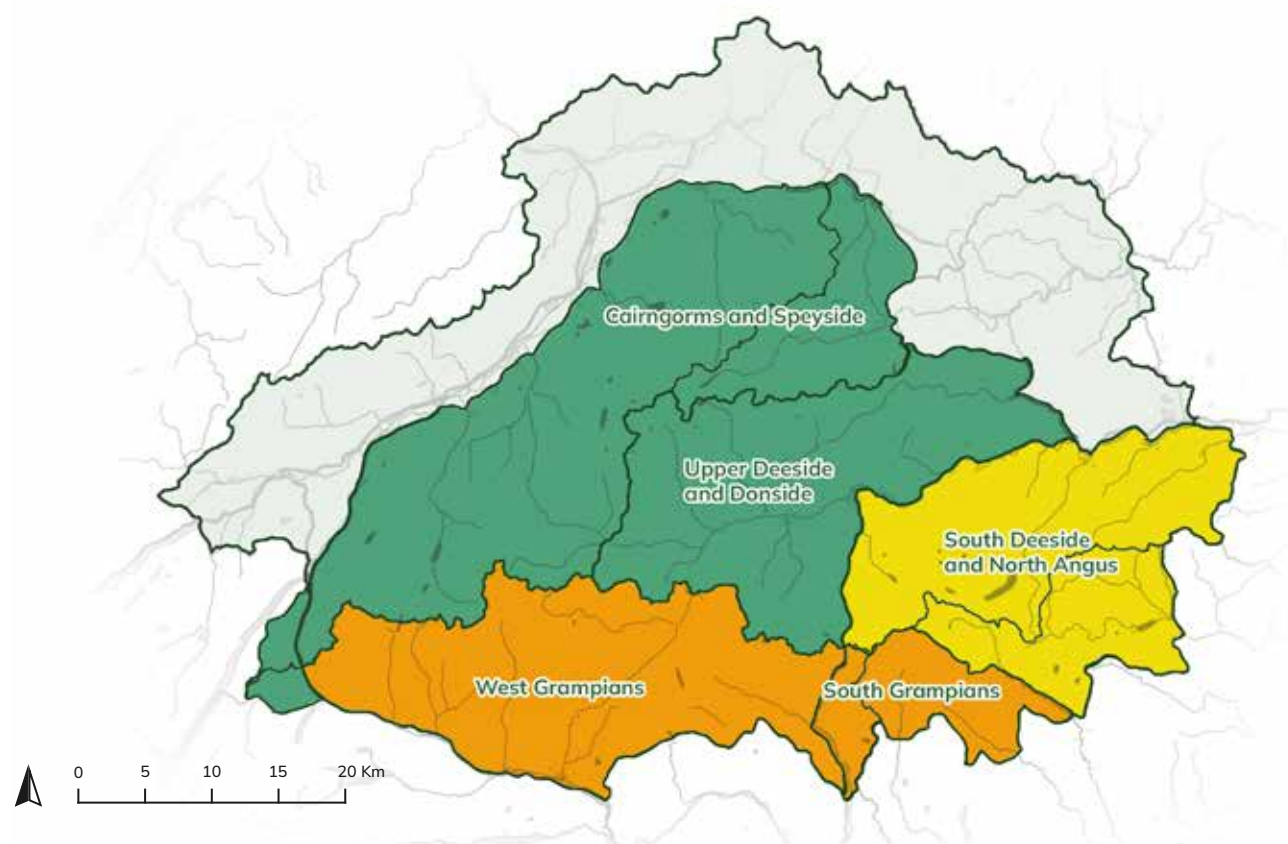 Cairngorms and Speyside
Upper Deeside
and Donside
South Deeside
and North Angus
West Grampians
South Grampians
0 5 10 15 20 Km